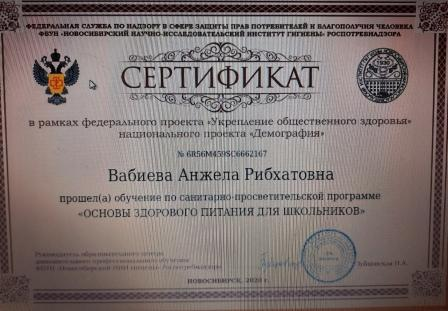 ФЕДЕРАЛЬНАЯ СЛУЖБА ПО НАДЗОРУ В СФЕРЕ ЗАЩИТЫ ПРАВ ПОТРЕБИТЕЛЕЙ И БЛАГОПОЛУЧИЯ ЧЕЛОВЕКА
ФБУН «НОВОСИБИРСКИЙ НАУЧНО-ИССЛЕДОВАТЕЛЬСКИЙ ИНСТИТУТ ГИГИЕНЫ» РОСПОТРЕБНАДЗОРА
СЕРТИФИКАТ
в рамках федерального проекта «Укрепление общественного здоровья»
национального проекта «Демография»
№ 6R56M459SC6662167
Вабиева Анжела Рибхатовна
прошел(а) обучение по санитарно-просветительской программе
«ОСНОВЫ ЗДОРОВОГО ПИТАНИЯ ДЛЯ ШКОЛЬНИКОВ»
Руководитель образовательного центра
дополнительного профессионального обучения
ФБУН «Новосибирский НИИ гигиены» Роспотребнадзора
НОВОСИБИРСК, 2020 г.